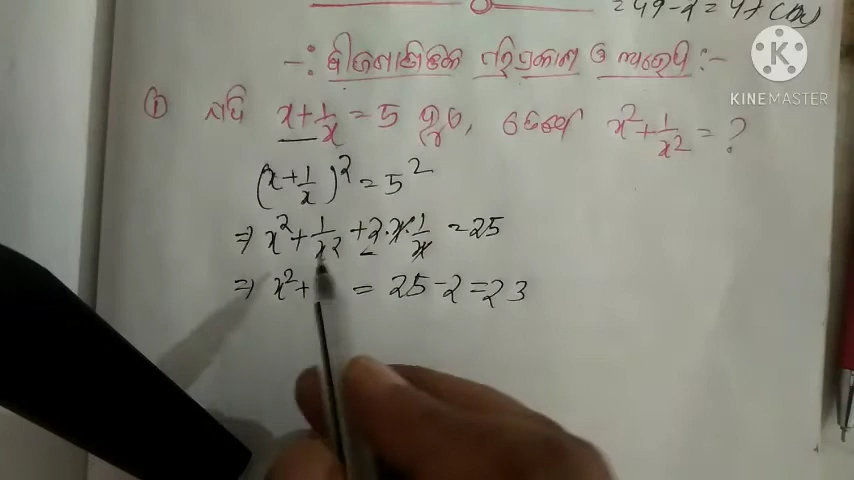 = 49 - 2 = 47 (Ans)
-: ବୀଜଗାଣିତିକ ପରିପ୍ରକାଶ ଓ ଅଭେଦ :-
KINEMASTER
① ଯଦି x + 1/x = 5 ହୁଏ, ତେବେ x² + 1/x² = ?
(x + 1/x)² = 5²
⇒ x² + 1/x² + 2·x·1/x = 25
⇒ x² + = 25 - 2 = 23